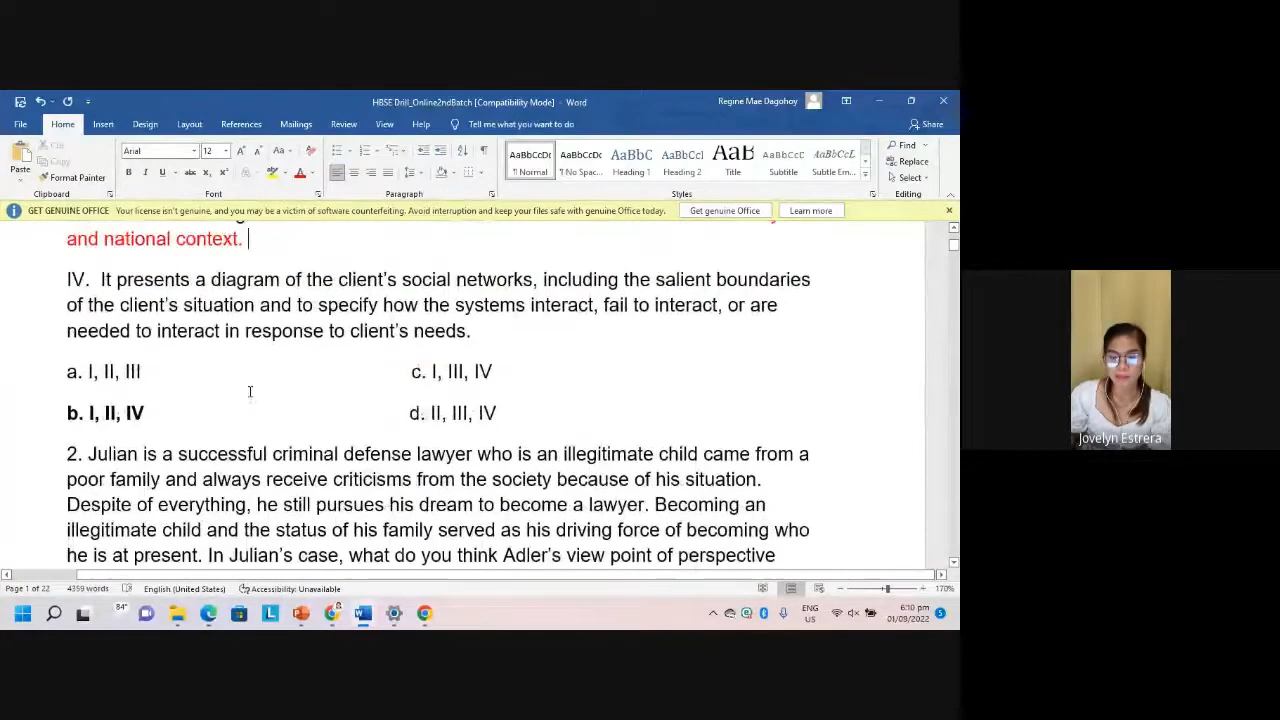 HBSE Drill_Online2ndBatch [Compatibility Mode] - Word
Regine Mae Dagohoy
File Home Insert Design Layout References Mailings Review View Help Tell me what you want to do
Share
Paste
Cut
Copy
Format Painter
Clipboard
Arial 12
Font
Paragraph
AaBbCcDc AaBbCcDc AaBbC AaBbCcI AaB AaBbCcD AaBbCcL
¶ Normal ¶ No Spac... Heading 1 Heading 2 Title Subtitle Subtle Em...
Styles
Find
Replace
Select
Editing
GET GENUINE OFFICE Your license isn't genuine, and you may be a victim of software counterfeiting. Avoid interruption and keep your files safe with genuine Office today. Get genuine Office Learn more
and national context.
IV. It presents a diagram of the client's social networks, including the salient boundaries
of the client's situation and to specify how the systems interact, fail to interact, or are
needed to interact in response to client's needs.
a. I, II, III c. I, III, IV
b. I, II, IV d. II, III, IV
2. Julian is a successful criminal defense lawyer who is an illegitimate child came from a
poor family and always receive criticisms from the society because of his situation.
Despite of everything, he still pursues his dream to become a lawyer. Becoming an
illegitimate child and the status of his family served as his driving force of becoming who
he is at present. In Julian's case, what do you think Adler's view point of perspective
Page 1 of 22 4359 words English (United States) Accessibility: Unavailable 170%
84°
ENG
US
6:10 pm
01/09/2022
5
Jovelyn Estrera